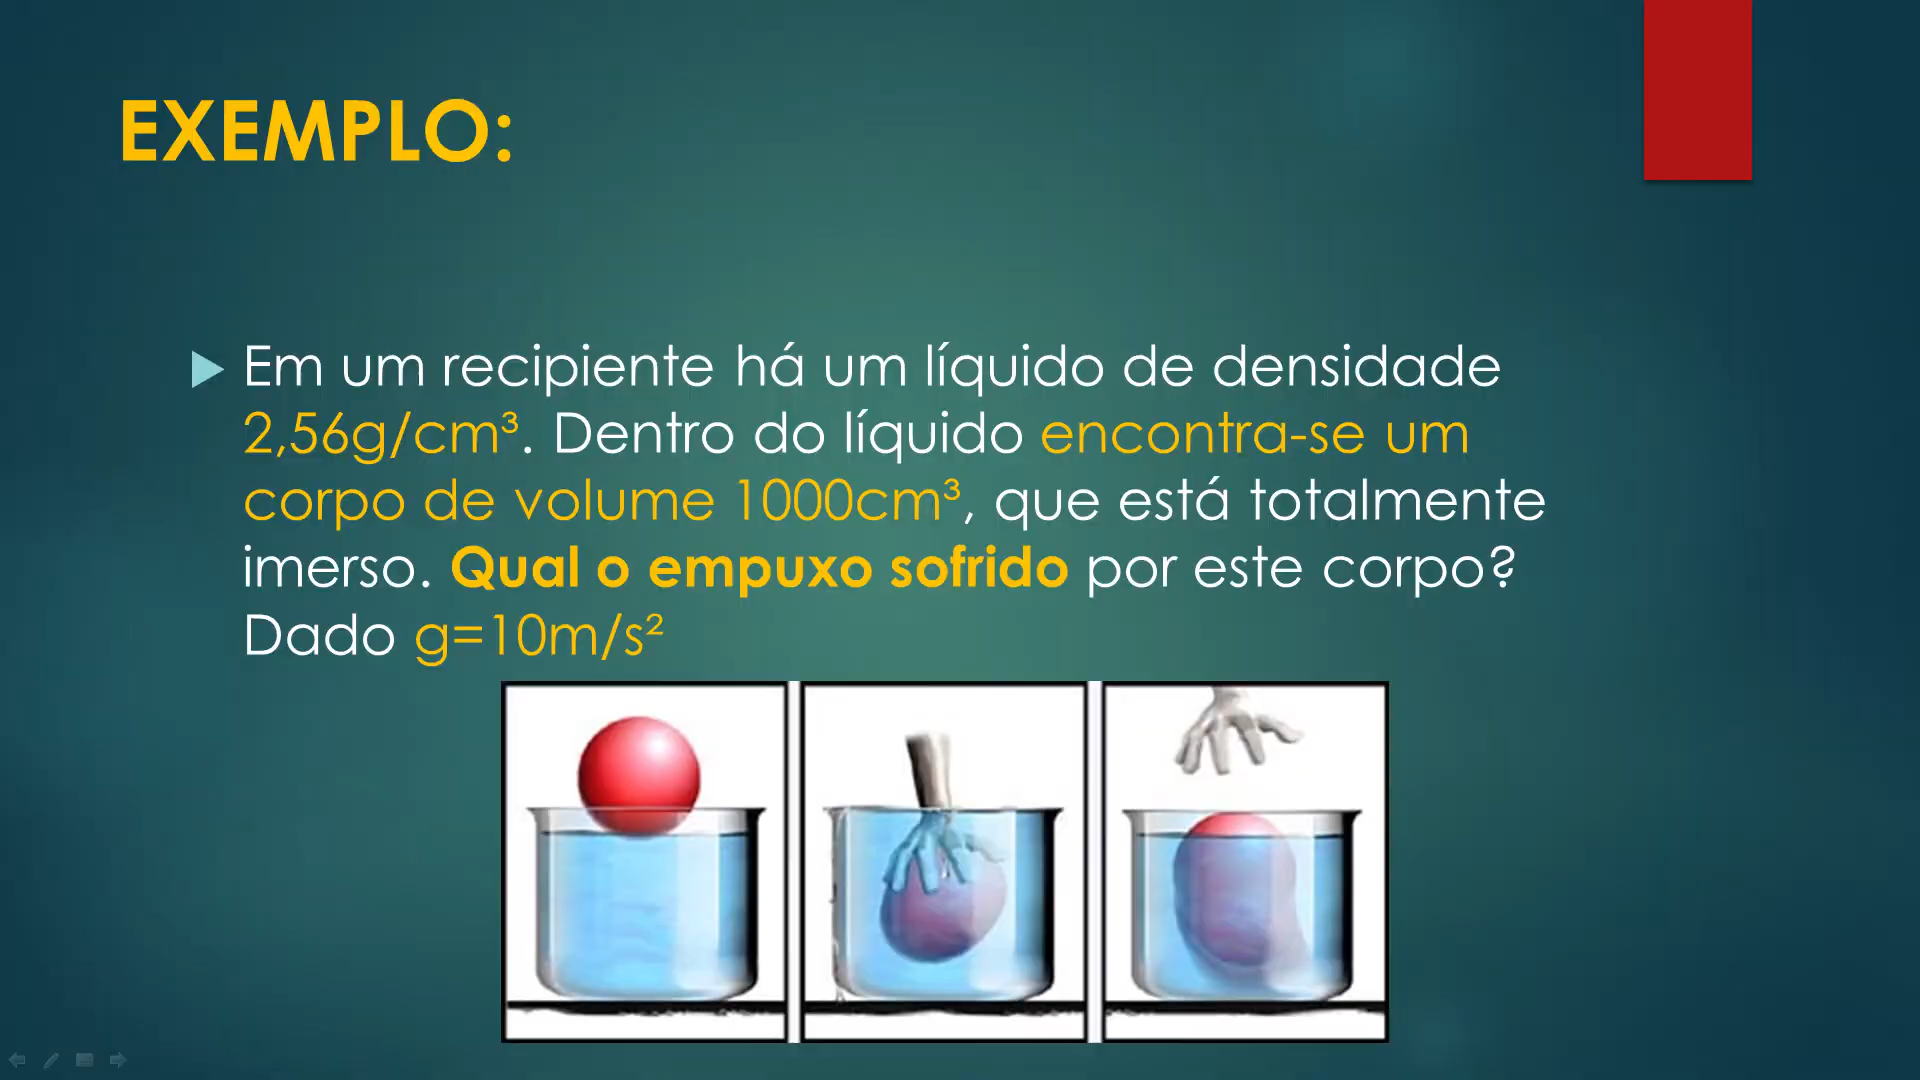 EXEMPLO:
Em um recipiente há um líquido de densidade
2,56g/cm³. Dentro do líquido encontra-se um
corpo de volume 1000cm³, que está totalmente
imerso. Qual o empuxo sofrido por este corpo?
Dado g=10m/s²